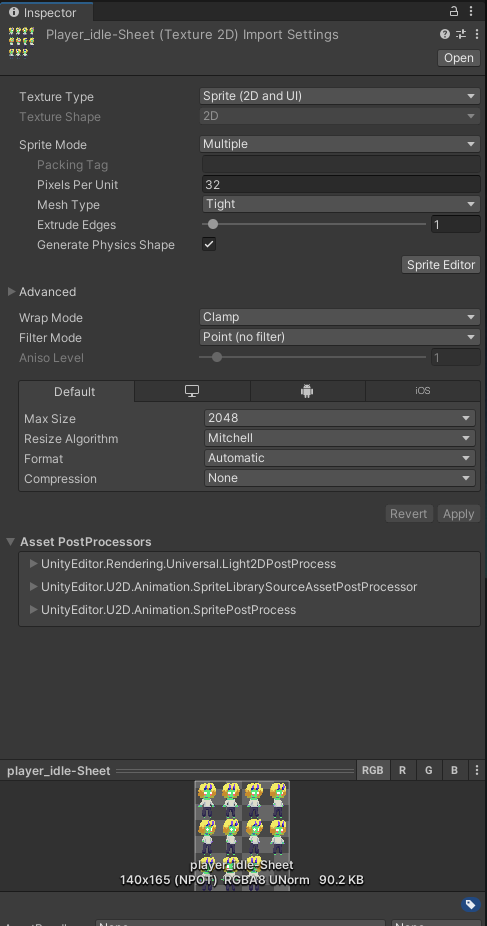 Inspector
Player_idle-Sheet (Texture 2D) Import Settings
Open
Texture Type Sprite (2D and UI)
Texture Shape 2D
Sprite Mode Multiple
Packing Tag
Pixels Per Unit 32
Mesh Type Tight
Extrude Edges 1
Generate Physics Shape
Sprite Editor
Advanced
Wrap Mode Clamp
Filter Mode Point (no filter)
Aniso Level 1
Default iOS
Max Size 2048
Resize Algorithm Mitchell
Format Automatic
Compression None
Revert Apply
Asset PostProcessors
UnityEditor.Rendering.Universal.Light2DPostProcess
UnityEditor.U2D.Animation.SpriteLibrarySourceAssetPostProcessor
UnityEditor.U2D.Animation.SpritePostProcess
player_idle-Sheet RGB R G B
player_idle-Sheet
140x165 (NPOT) RGBA8 UNorm 90.2 KB